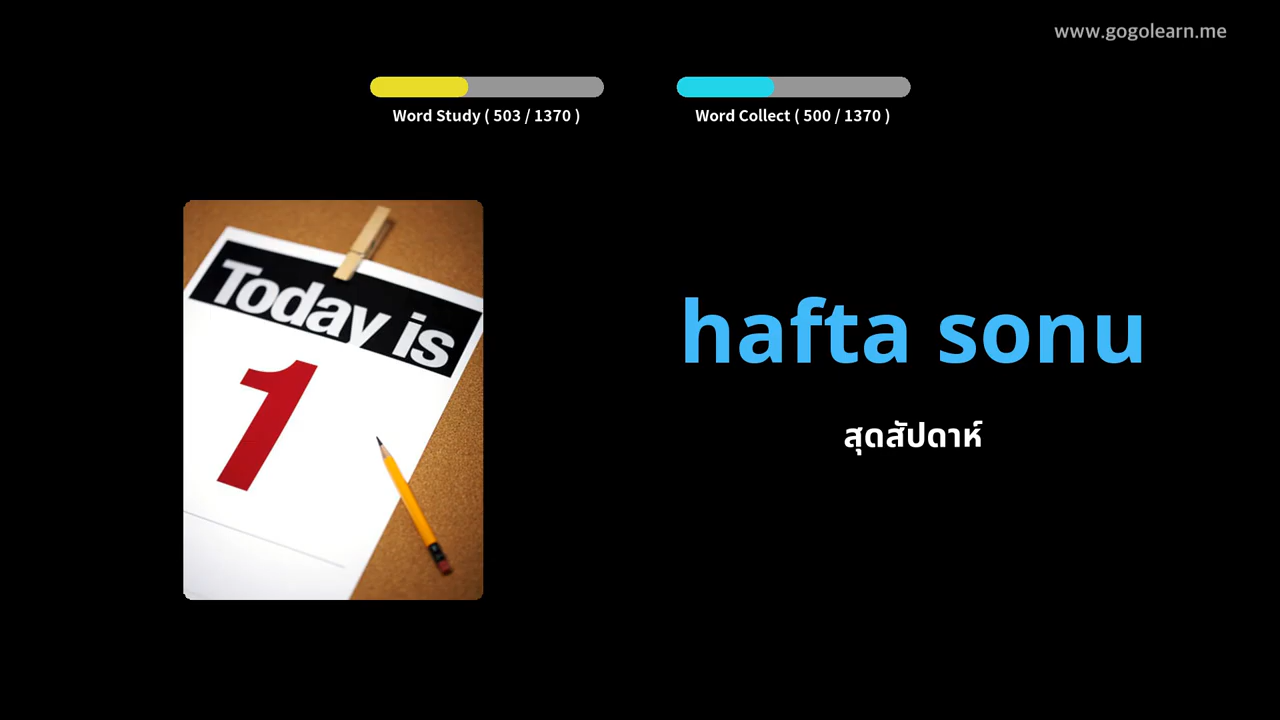 www.gogolearn.me
Word Study ( 503 / 1370 )
Word Collect ( 500 / 1370 )
Today is
1
hafta sonu
สุดสัปดาห์